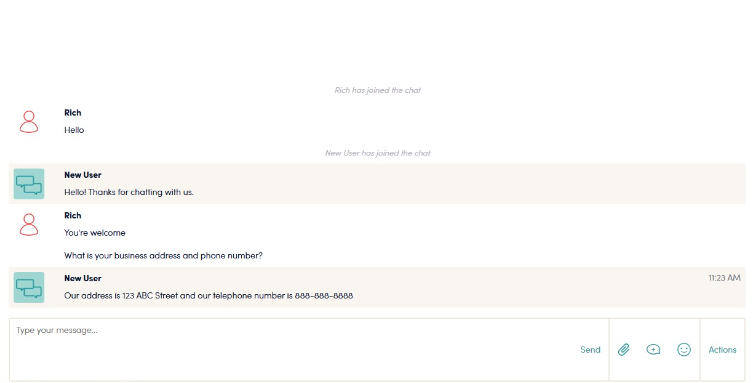 Rich has joined the chat
Rich
Hello
New User has joined the chat
New User
Hello! Thanks for chatting with us.
Rich
You're welcome
What is your business address and phone number?
New User
11:23 AM
Our address is 123 ABC Street and our telephone number is 888-888-8888
Type your message...
Send
Actions